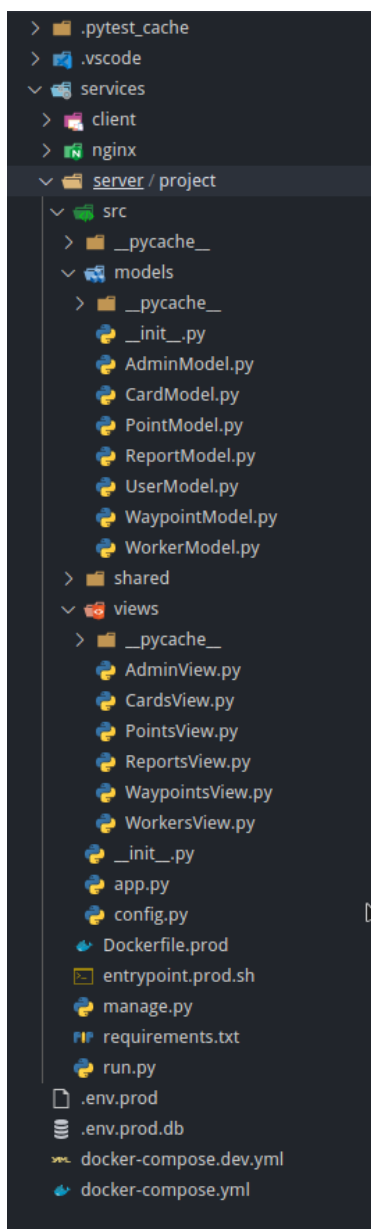 .pytest_cache
.vscode
services
client
nginx
server / project
src
__pycache__
models
__pycache__
__init__.py
AdminModel.py
CardModel.py
PointModel.py
ReportModel.py
UserModel.py
WaypointModel.py
WorkerModel.py
shared
views
__pycache__
AdminView.py
CardsView.py
PointsView.py
ReportsView.py
WaypointsView.py
WorkersView.py
__init__.py
app.py
config.py
Dockerfile.prod
entrypoint.prod.sh
manage.py
requirements.txt
run.py
.env.prod
.env.prod.db
docker-compose.dev.yml
docker-compose.yml